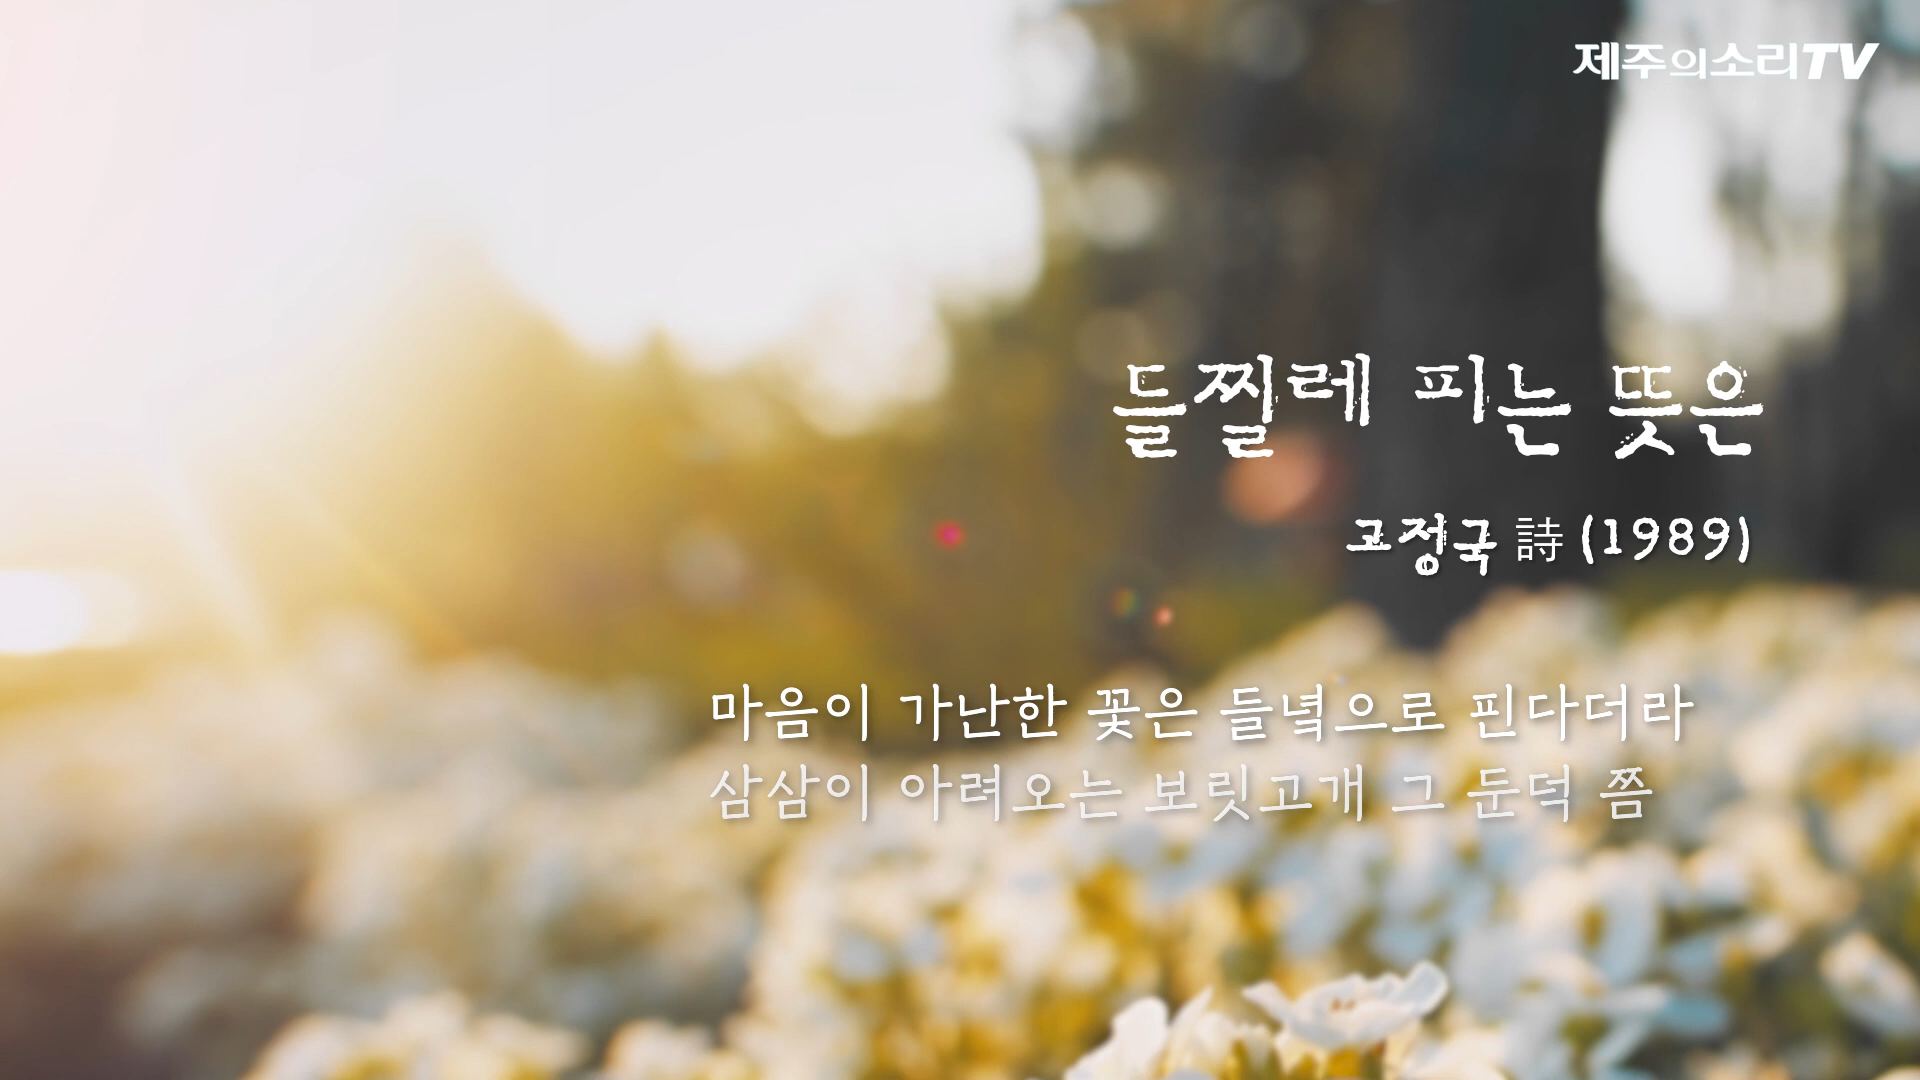 제주의소리TV
들찔레 피는 뜻은
고정국 詩 (1989)
마음이 가난한 꽃은 들녘으로 핀다더라
삼삼이 아려오는 보릿고개 그 둔덕 쯤